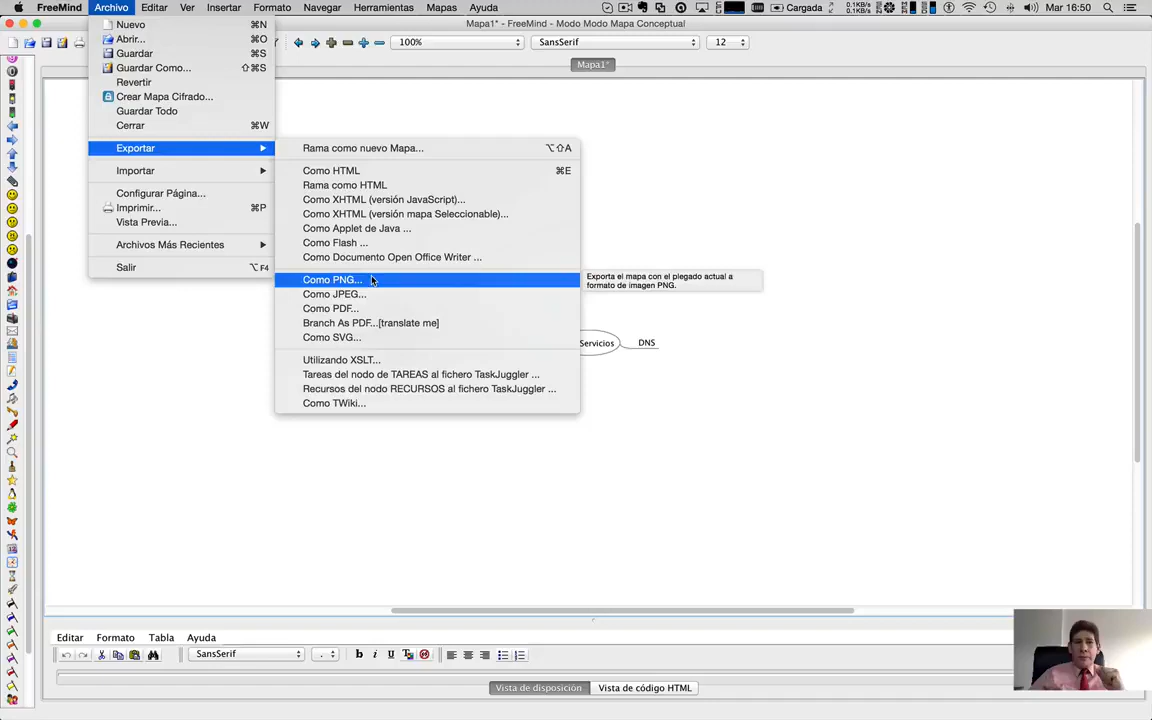 FreeMind Archivo Editar Ver Insertar Formato Navegar Herramientas Mapas Ayuda Cargada 0.1KB/s 0.1KB/s Mar 16:50
Mapa1* - FreeMind - Modo Modo Mapa Conceptual
100% SansSerif 12
Mapa1*
Nuevo ⌘N
Abrir... ⌘O
Guardar ⌘S
Guardar Como... ⇧⌘S
Revertir
Crear Mapa Cifrado...
Guardar Todo
Cerrar ⌘W
Exportar
Importar
Configurar Página...
Imprimir... ⌘P
Vista Previa...
Archivos Más Recientes
Salir ⌥F4
Rama como nuevo Mapa... ⌥⇧A
Como HTML ⌘E
Rama como HTML
Como XHTML (versión JavaScript)...
Como XHTML (versión mapa Seleccionable)...
Como Applet de Java ...
Como Flash ...
Como Documento Open Office Writer ...
Como PNG...
Como JPEG...
Como PDF...
Branch As PDF...[translate me]
Como SVG...
Utilizando XSLT...
Tareas del nodo de TAREAS al fichero TaskJuggler ...
Recursos del nodo RECURSOS al fichero TaskJuggler ...
Como TWiki...
Exporta el mapa con el plegado actual a
formato de imagen PNG.
Servicios DNS
Editar Formato Tabla Ayuda
SansSerif . b i u
Vista de disposición Vista de código HTML